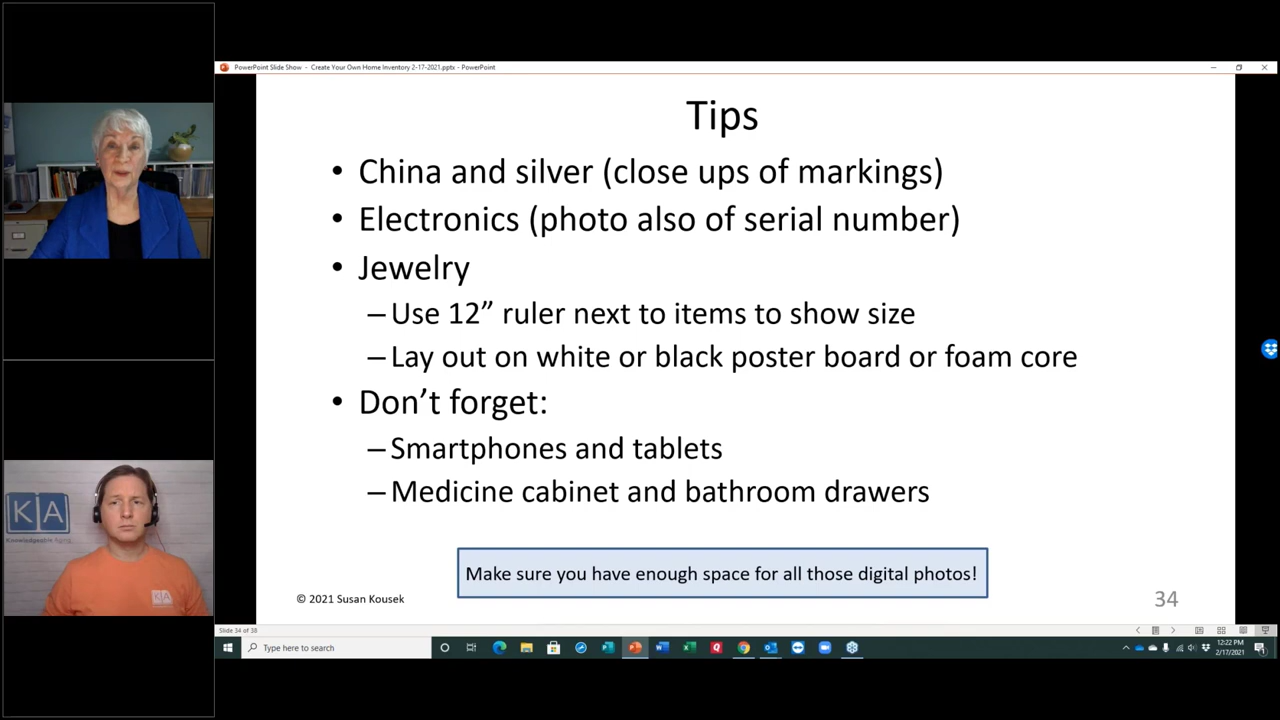 PowerPoint Slide Show - Create Your Own Home Inventory 2-17-2021.pptx - PowerPoint
Tips
• China and silver (close ups of markings)
• Electronics (photo also of serial number)
• Jewelry
– Use 12” ruler next to items to show size
– Lay out on white or black poster board or foam core
• Don’t forget:
– Smartphones and tablets
– Medicine cabinet and bathroom drawers
Make sure you have enough space for all those digital photos!
© 2021 Susan Kousek
34
KA
KA
Slide 34 of 38
Type here to search
12:22 PM
2/17/2021